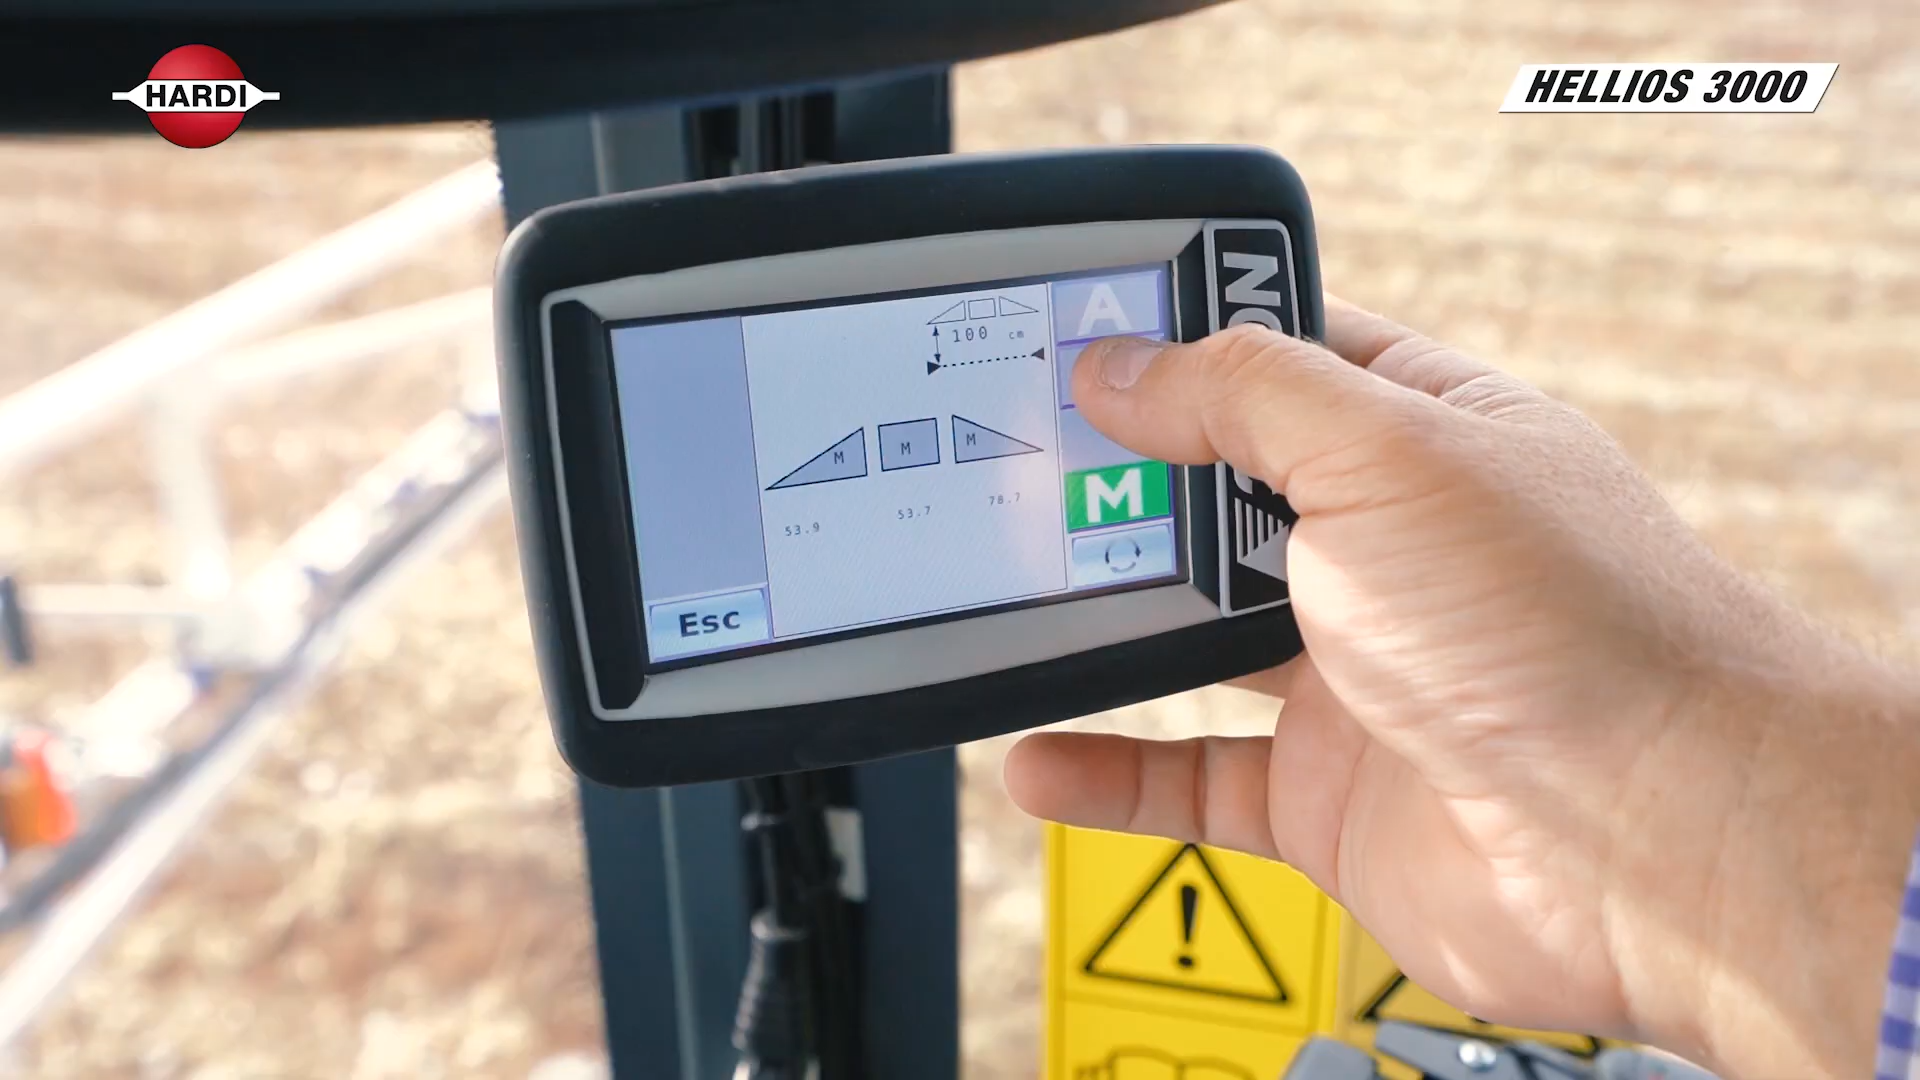 HARDI
HELLIOS 3000
A
100 cm
M
M
M
M
53.9
53.7
78.7
Esc